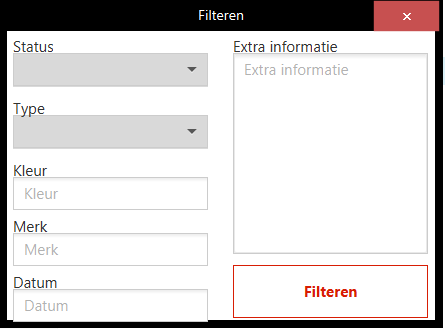 Filteren
Status
Type
Kleur
Kleur
Merk
Merk
Datum
Datum
Extra informatie
Extra informatie
Filteren